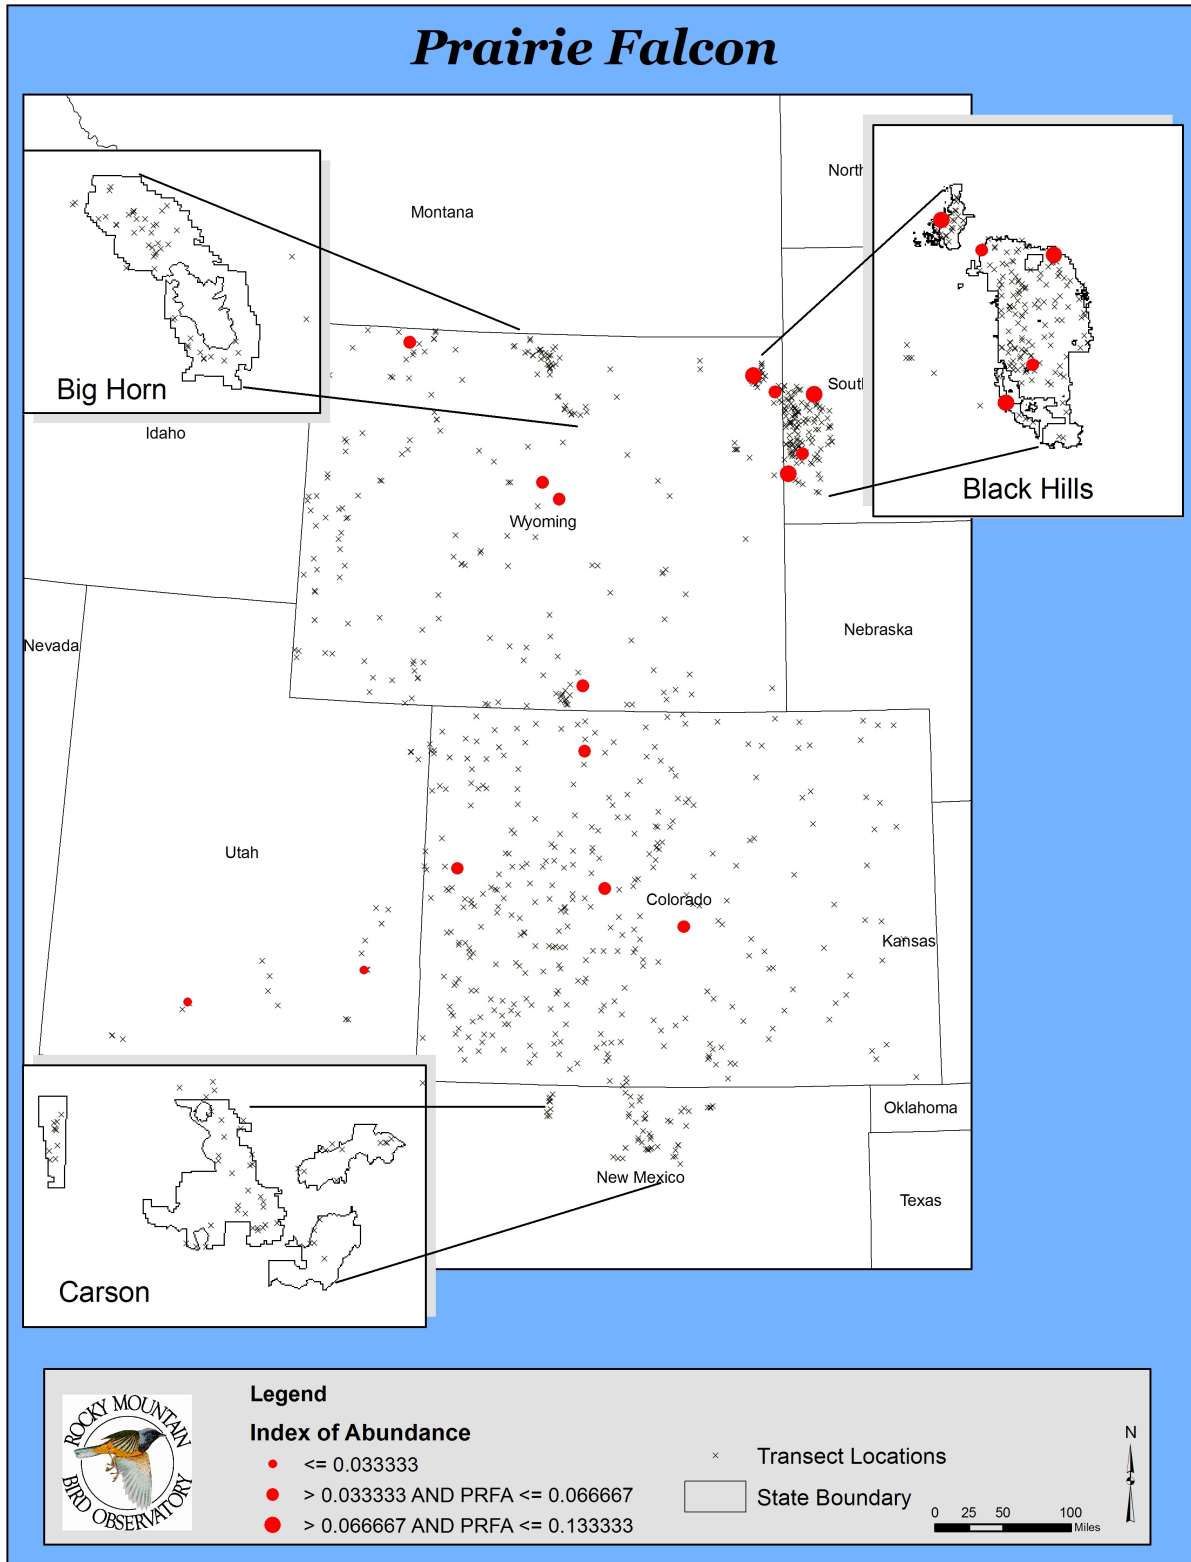 Prairie Falcon
Montana
North
South
Big Horn
Idaho
Black Hills
Wyoming
Nevada
Nebraska
Utah
Colorado
Kansas
Oklahoma
New Mexico
Texas
Carson
Legend
Index of Abundance
<= 0.033333
> 0.033333 AND PRFA <= 0.066667
> 0.066667 AND PRFA <= 0.133333
Transect Locations
State Boundary
N
0 25 50 100
Miles
ROCKY MOUNTAIN
BIRD OBSERVATORY